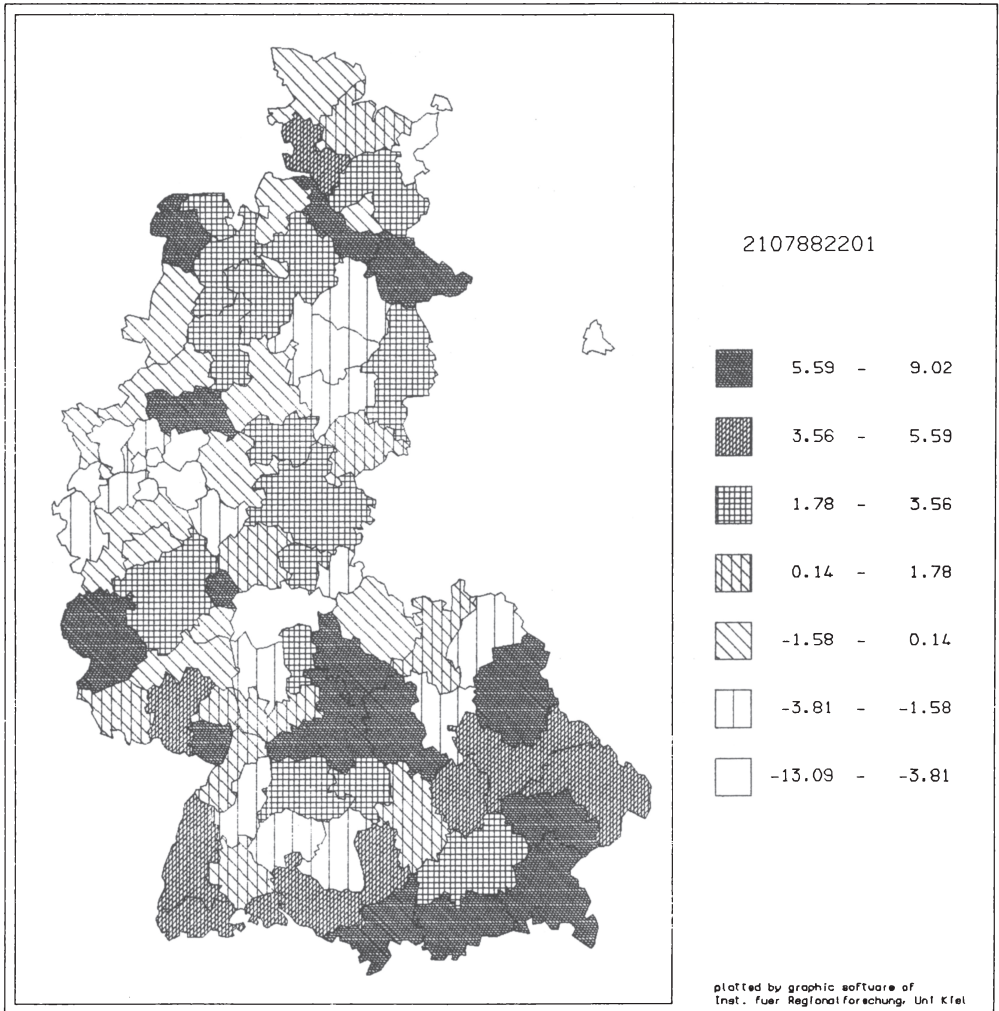 2107882201
5.59 - 9.02
3.56 - 5.59
1.78 - 3.56
0.14 - 1.78
-1.58 - 0.14
-3.81 - -1.58
-13.09 - -3.81
plotted by graphic software of
Inst. fuer Regionalforschung, Uni Kiel